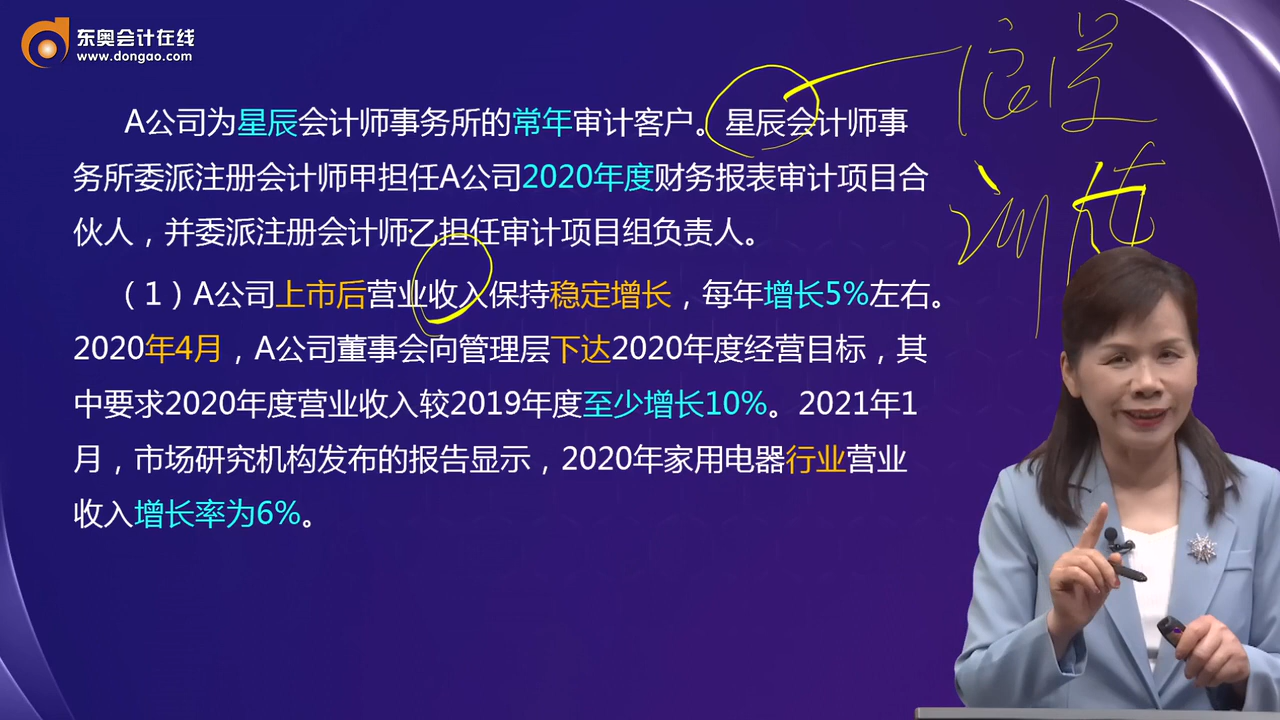 东奥会计在线
www.dongao.com
A公司为星辰会计师事务所的常年审计客户。星辰会计师事
务所委派注册会计师甲担任A公司2020年度财务报表审计项目合
伙人，并委派注册会计师乙担任审计项目组负责人。
（1）A公司上市后营业收入保持稳定增长，每年增长5%左右。
2020年4月，A公司董事会向管理层下达2020年度经营目标，其
中要求2020年度营业收入较2019年度至少增长10%。2021年1
月，市场研究机构发布的报告显示，2020年家用电器行业营业
收入增长率为6%。